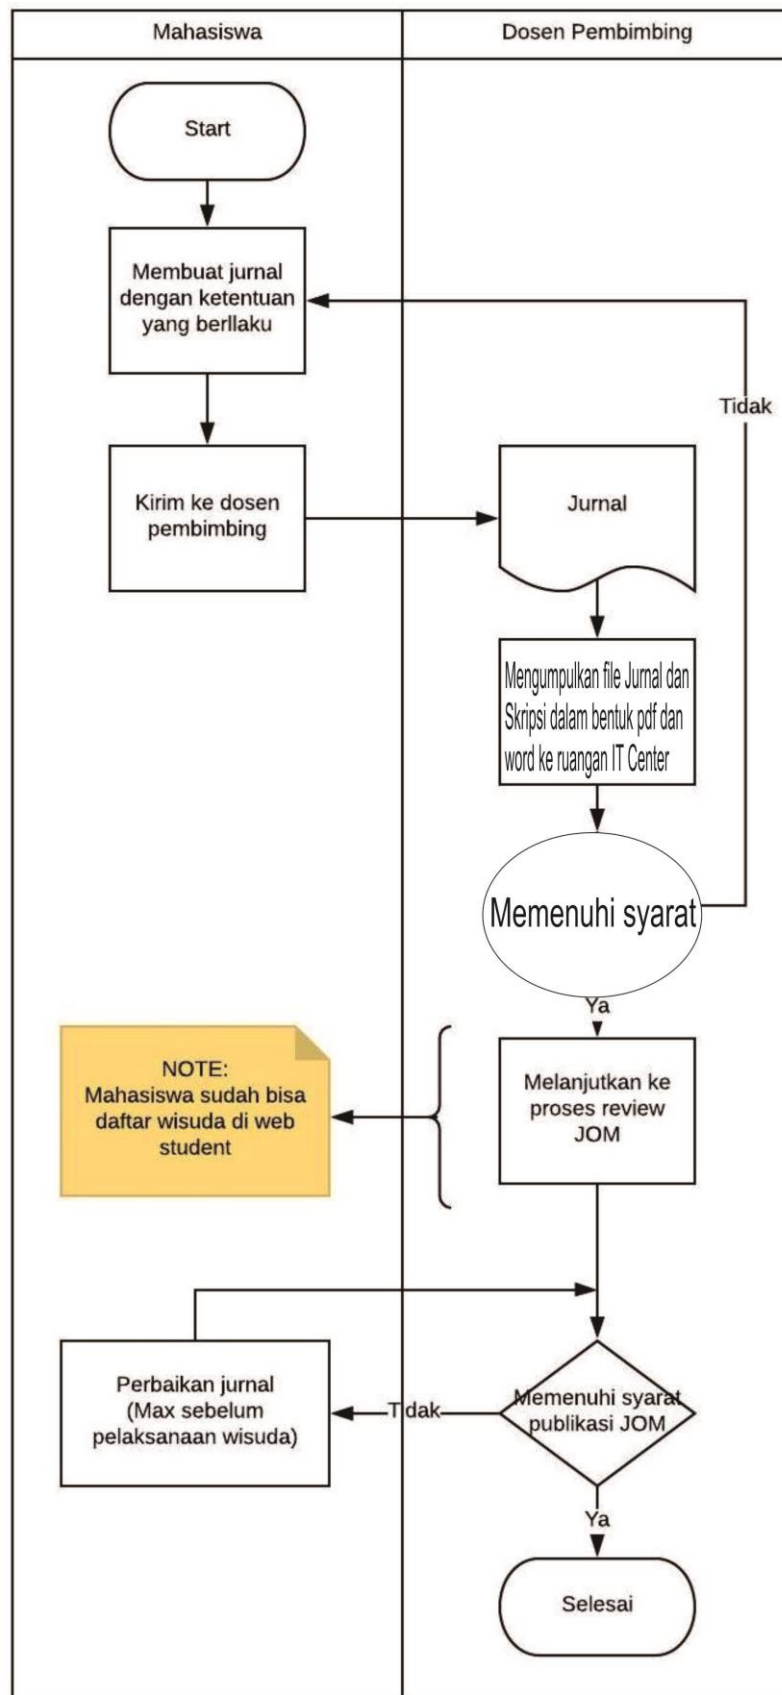 Mahasiswa
Dosen Pembimbing
Start
Membuat jurnal
dengan ketentuan
yang berllaku
Tidak
Kirim ke dosen
pembimbing
Jurnal
Mengumpulkan file Jurnal dan
Skripsi dalam bentuk pdf dan
word ke ruangan IT Center
Memenuhi syarat
Ya
NOTE:
Mahasiswa sudah bisa
daftar wisuda di web
student
Melanjutkan ke
proses review
JOM
Perbaikan jurnal
(Max sebelum
pelaksanaan wisuda)
Tidak
Memenuhi syarat
publikasi JOM
Ya
Selesai